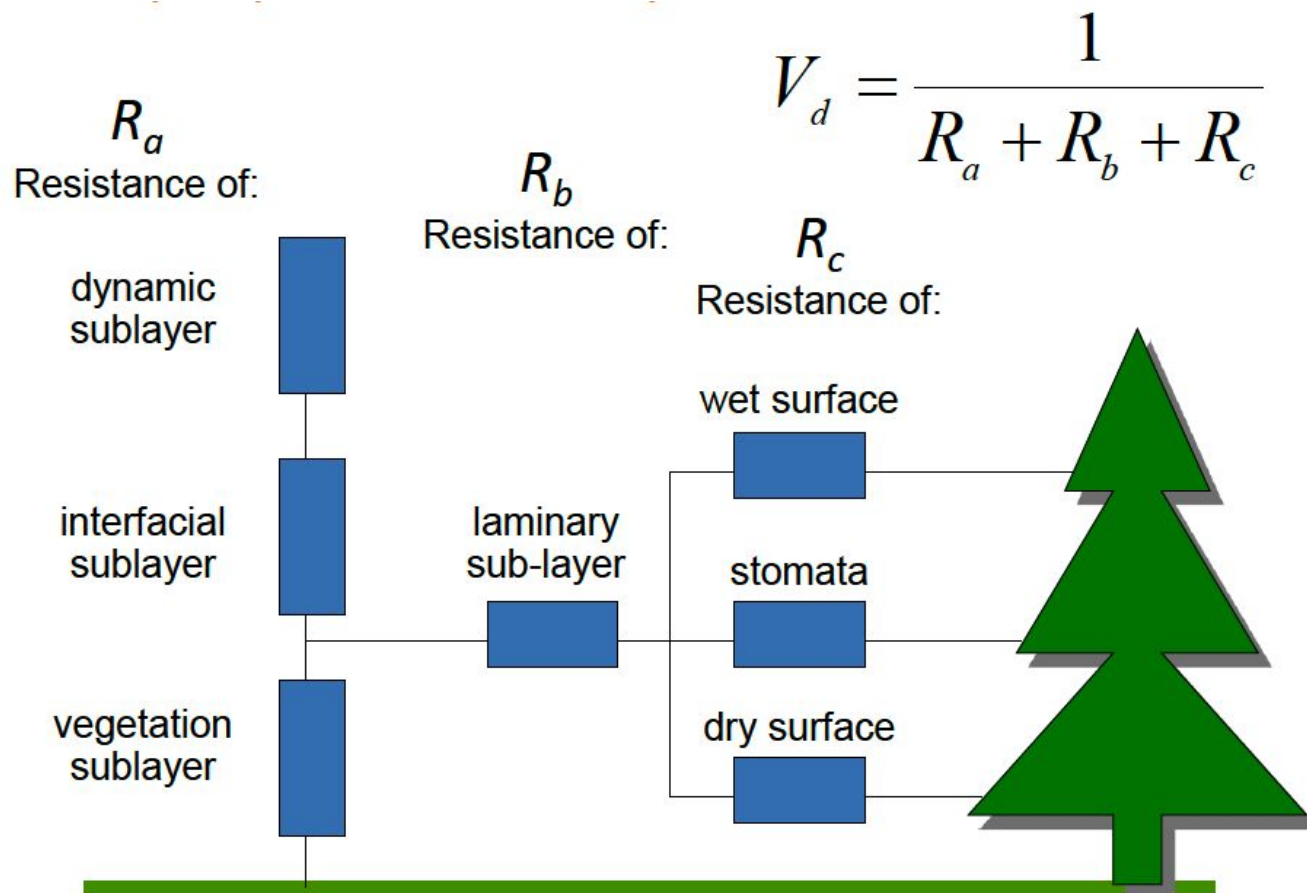 V_d = 1 / (R_a + R_b + R_c)
R_a
Resistance of:
dynamic
sublayer
interfacial
sublayer
vegetation
sublayer
R_b
Resistance of:
laminary
sub-layer
R_c
Resistance of:
wet surface
stomata
dry surface